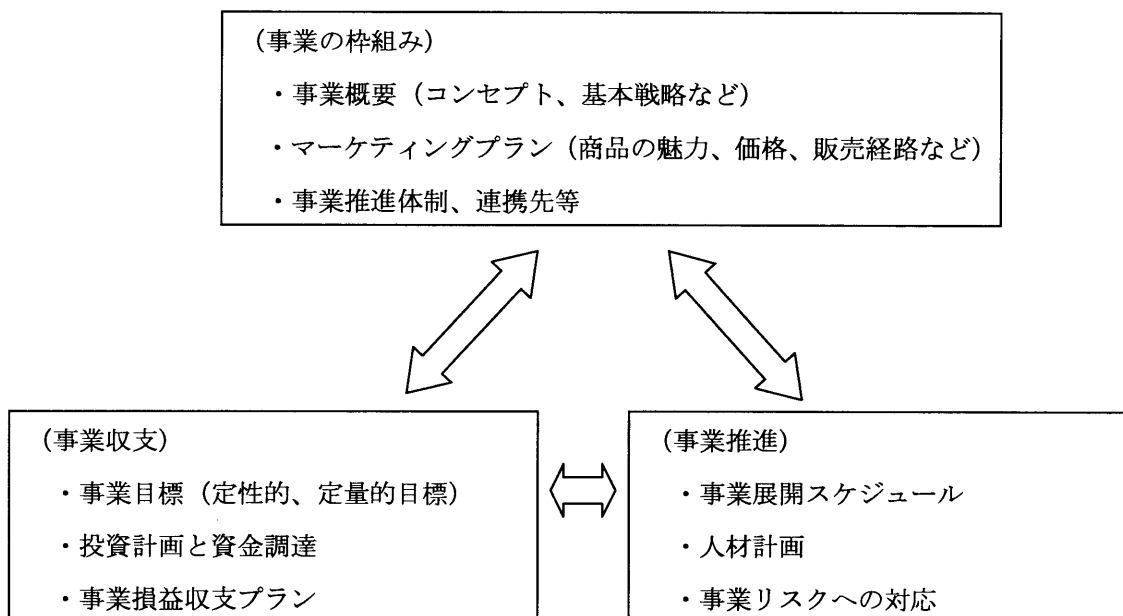 （事業の枠組み）
・事業概要（コンセプト、基本戦略など）
・マーケティングプラン（商品の魅力、価格、販売経路など）
・事業推進体制、連携先等
（事業収支）
・事業目標（定性的、定量的目標）
・投資計画と資金調達
・事業損益収支プラン
（事業推進）
・事業展開スケジュール
・人材計画
・事業リスクへの対応